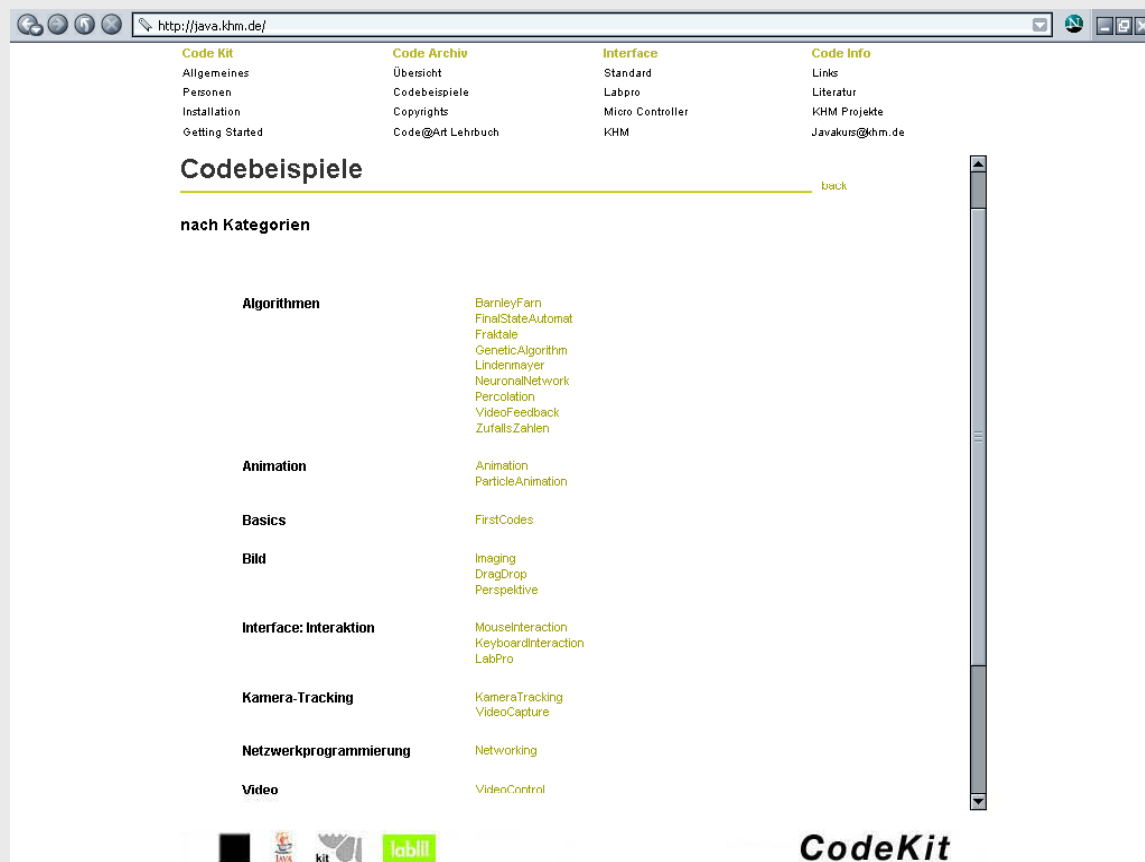 http://java.khm.de/
N
Code Kit Code Archiv Interface Code Info
Allgemeines Übersicht Standard Links
Personen Codebeispiele Labpro Literatur
Installation Copyrights Micro Controller KHM Projekte
Getting Started Code@Art Lehrbuch KHM Javakurs@khm.de
Codebeispiele
back
nach Kategorien
Algorithmen BarnleyFarn
FinalStateAutomat
Fraktale
GeneticAlgorithm
Lindenmayer
NeuronalNetwork
Percolation
VideoFeedback
ZufallsZahlen
Animation Animation
ParticleAnimation
Basics FirstCodes
Bild Imaging
DragDrop
Perspektive
Interface: Interaktion MouseInteraction
KeyboardInteraction
LabPro
Kamera-Tracking KameraTracking
VideoCapture
Netzwerkprogrammierung Networking
Video VideoControl
JAVA kit lablll CodeKit